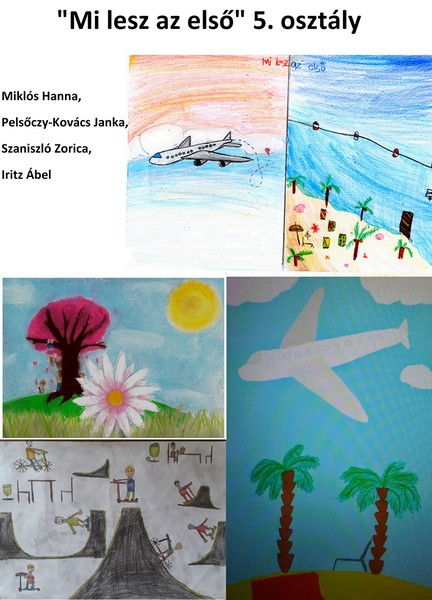 "Mi lesz az első" 5. osztály
Miklós Hanna,
Pelsőczy-Kovács Janka,
Szaniszló Zorica,
Iritz Ábel
Mi lesz az első